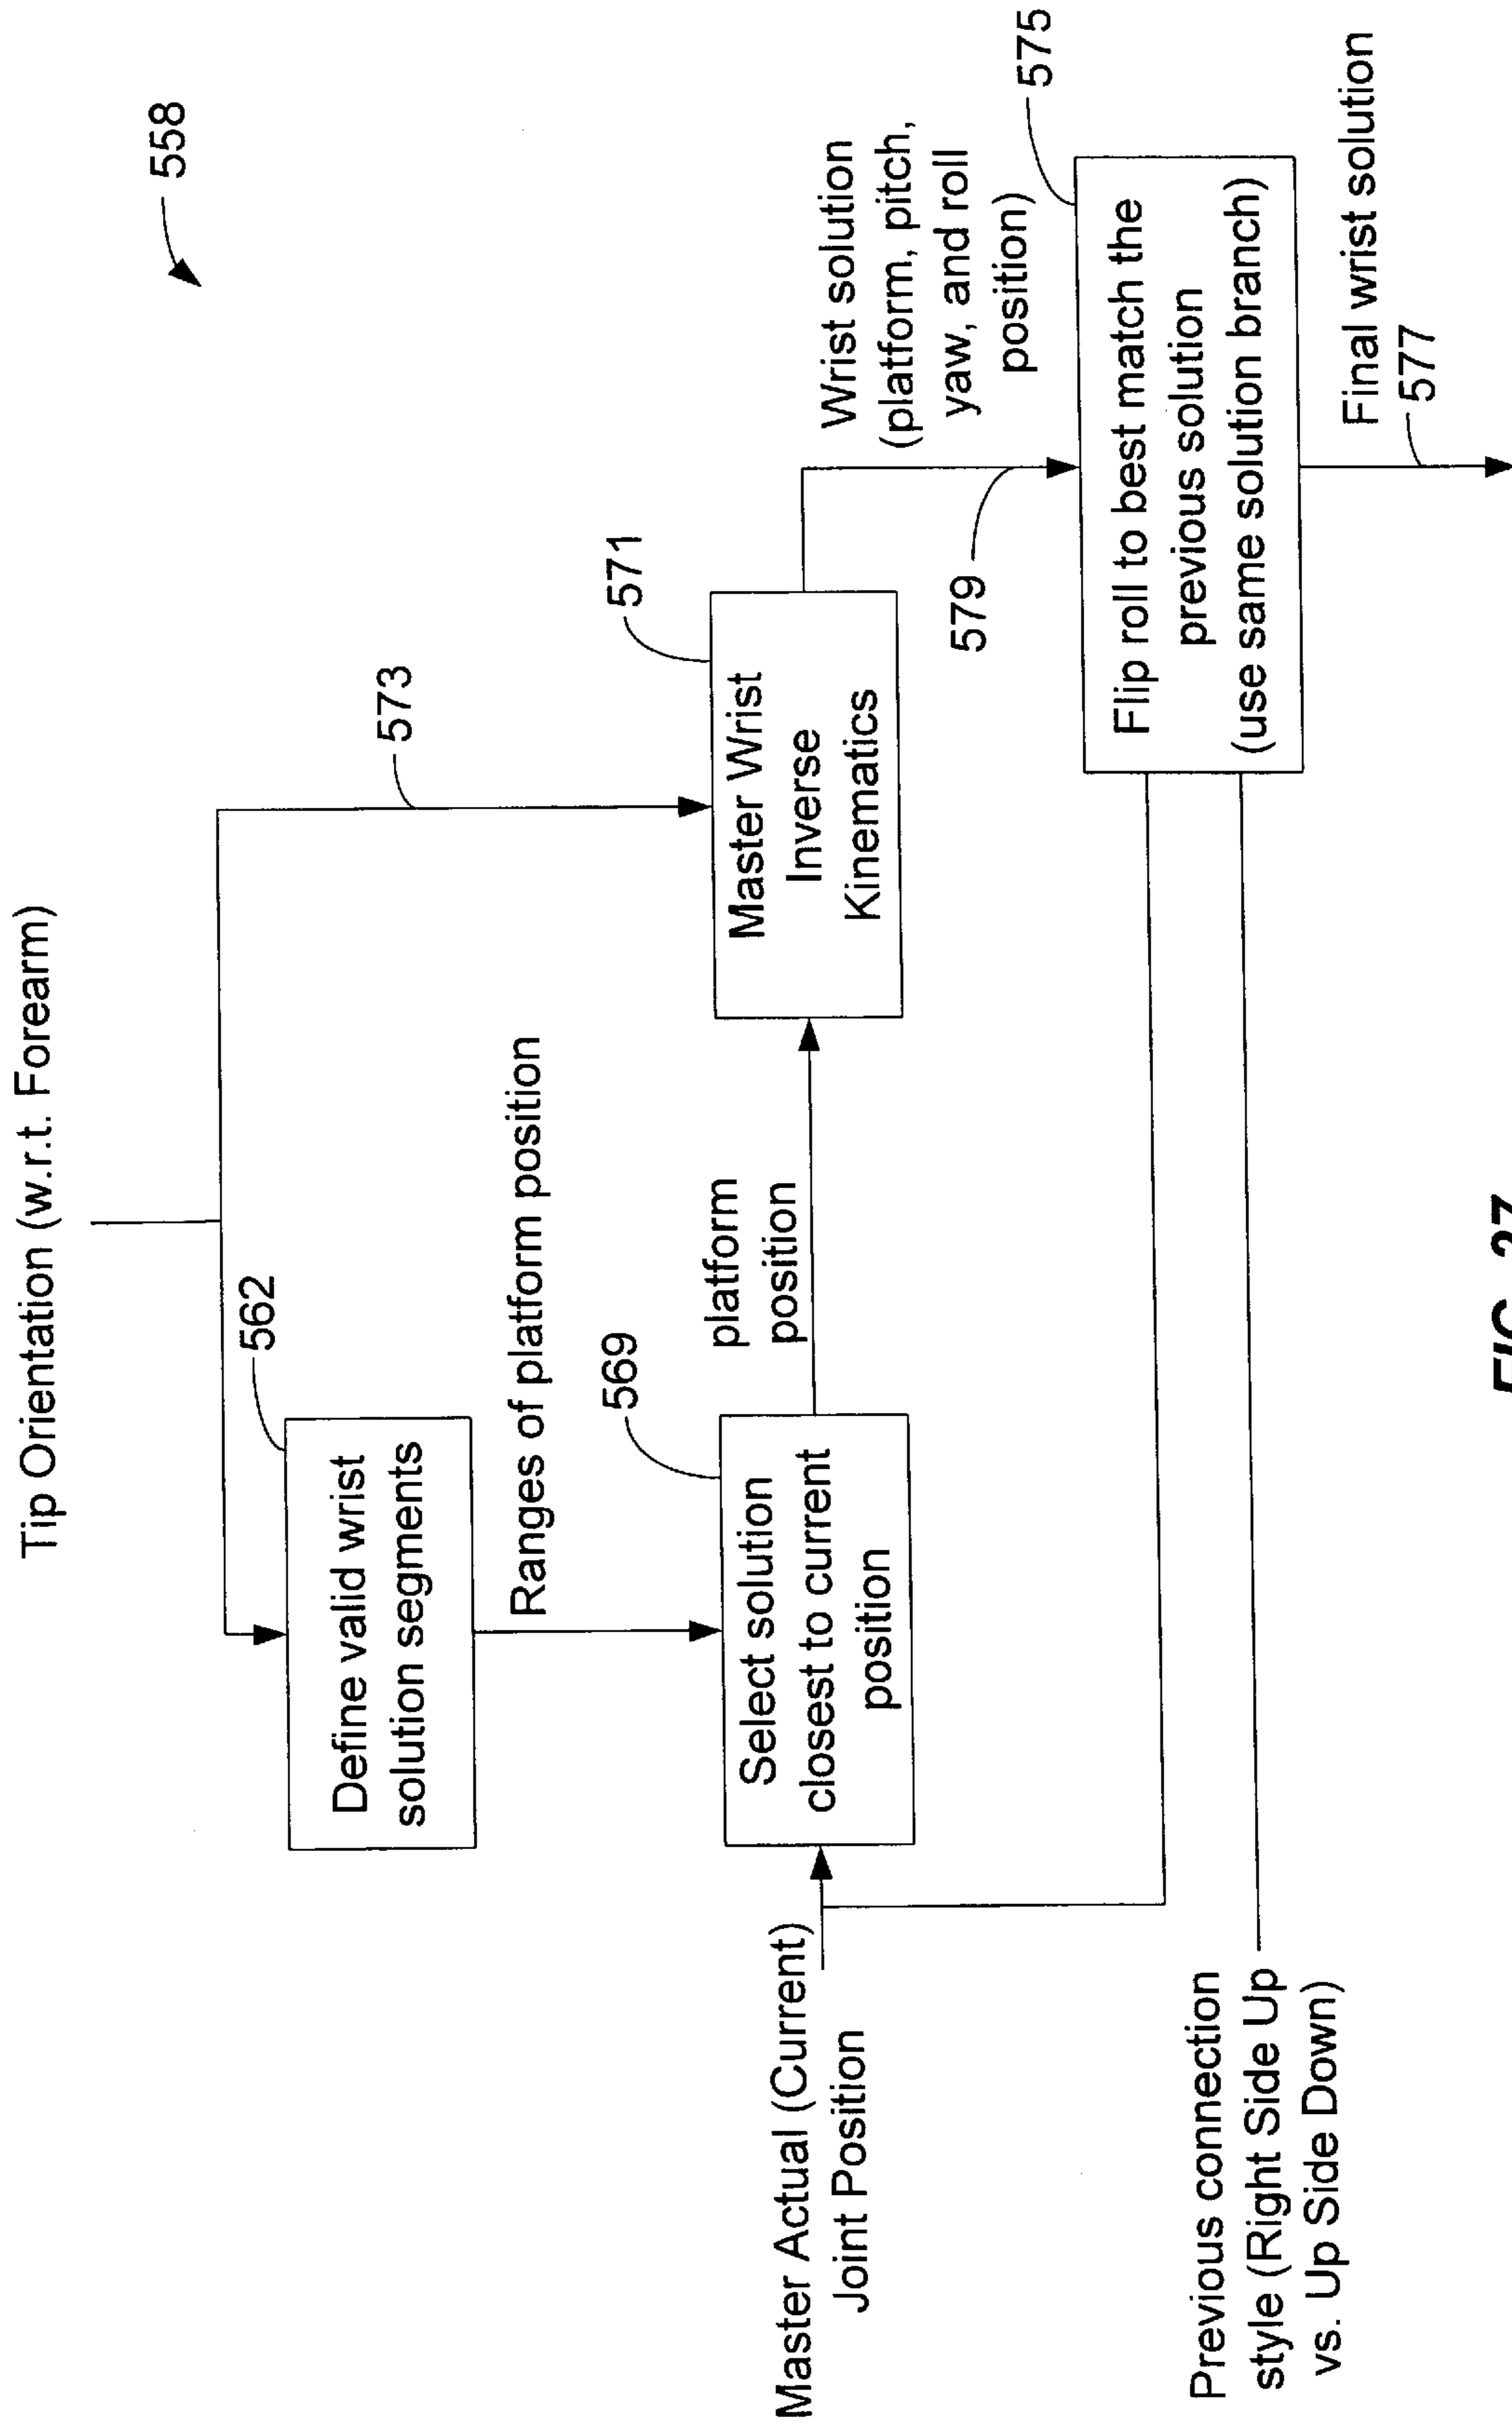 Tip Orientation (w.r.t. Forearm)
558
562
Define valid wrist
solution segments
573
Ranges of platform position
569
Select solution
closest to current
position
platform
position
571
Master Wrist
Inverse
Kinematics
Master Actual (Current)
Joint Position
Wrist solution
(platform, pitch,
yaw, and roll
position)
579
575
Flip roll to best match the
previous solution
(use same solution branch)
Previous connection
style (Right Side Up
vs. Up Side Down)
Final wrist solution
577
FIG. 27